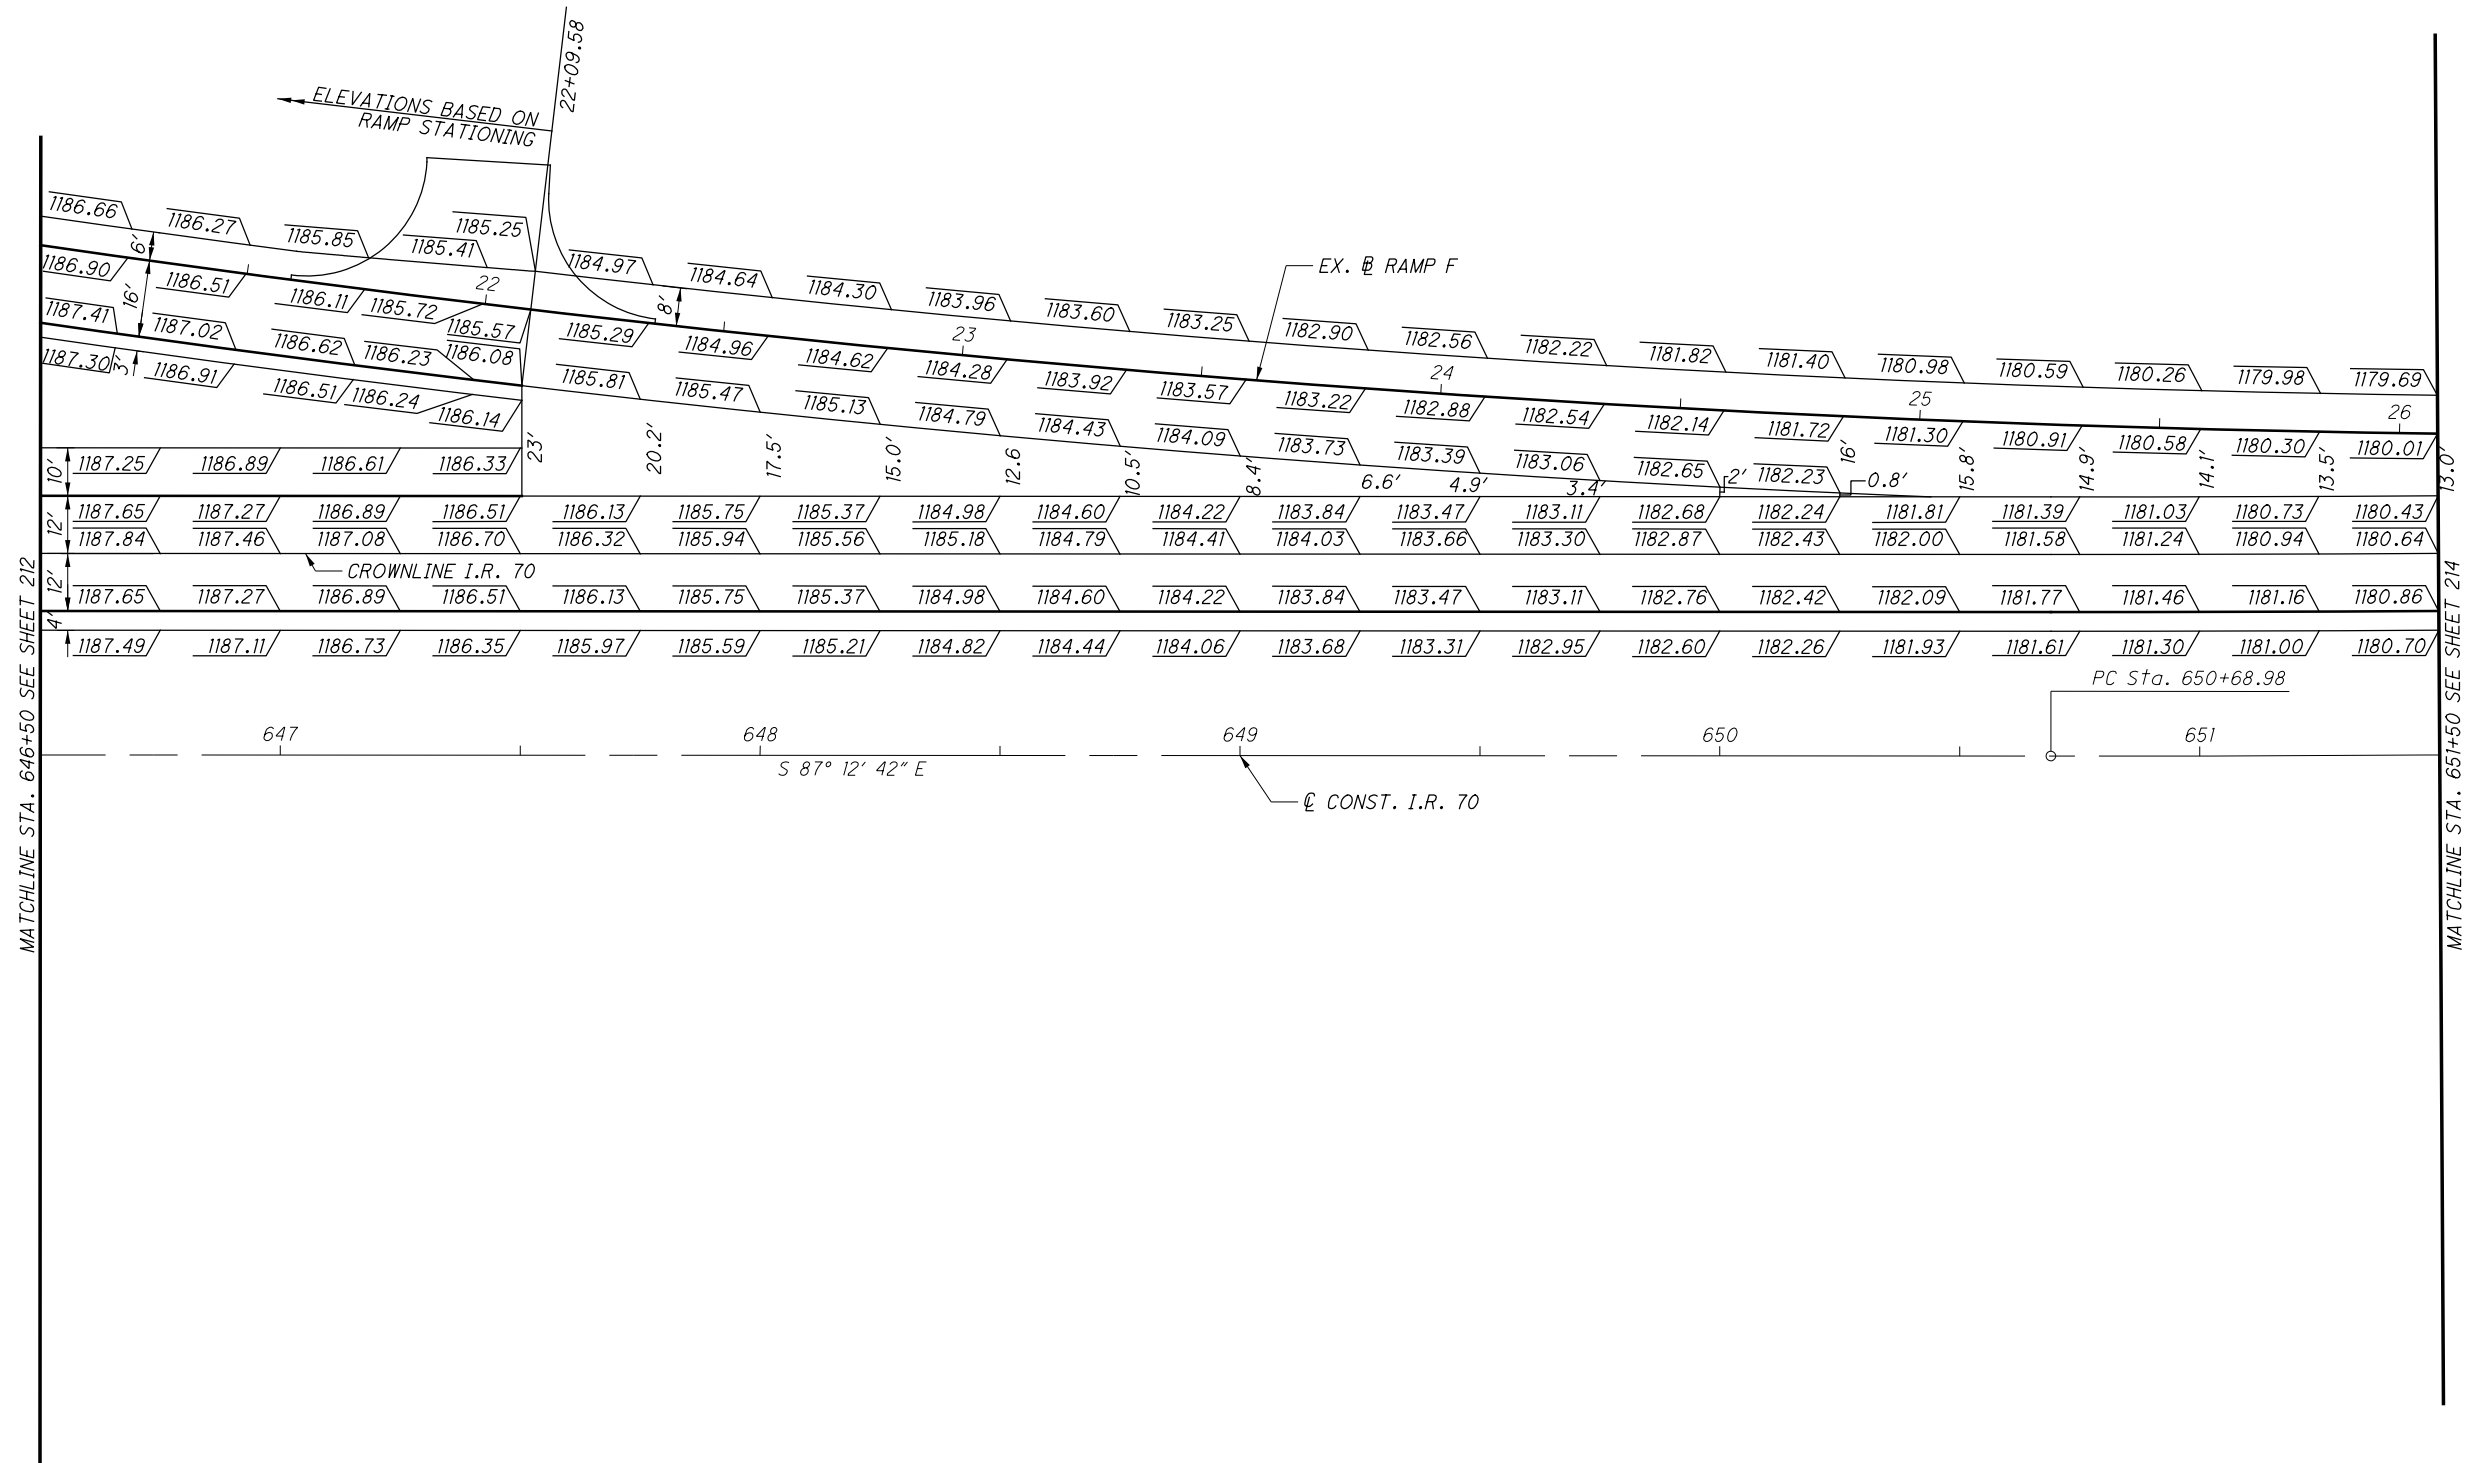 22+09.58
ELEVATIONS BASED ON
RAMP STATIONING
1186.66 1186.27 1185.85 1185.41 1185.25 1184.97 1184.64 1184.30 1183.96 1183.60 1183.25 1182.90 1182.56 1182.22 1181.82 1181.40 1180.98 1180.59 1180.26 1179.98 1179.69
6' 16' 3' 8'
EX. BL RAMP F
22 23 24 25 26
1186.90 1186.51 1186.11 1185.72 1185.57 1185.29 1184.96 1184.62 1184.28 1183.92 1183.57 1183.22 1182.88 1182.54 1182.14 1181.72 1181.30 1180.91 1180.58 1180.30 1180.01
1187.41 1187.02 1186.62 1186.23 1186.08 1185.81 1185.47 1185.13 1184.79 1184.43 1184.09 1183.73 1183.39 1183.06 1182.65 1182.23
1187.30 1186.91 1186.51 1186.24 1186.14
23' 20.2' 17.5' 15.0' 12.6 10.5' 8.4' 6.6' 4.9' 3.4' 2' 0.8' 16' 15.8' 14.9' 14.1' 13.5' 13.0'
10' 1187.25 1186.89 1186.61 1186.33
12' 1187.65 1187.27 1186.89 1186.51 1186.13 1185.75 1185.37 1184.98 1184.60 1184.22 1183.84 1183.47 1183.11 1182.68 1182.24 1181.81 1181.39 1181.03 1180.73 1180.43
1187.84 1187.46 1187.08 1186.70 1186.32 1185.94 1185.56 1185.18 1184.79 1184.41 1184.03 1183.66 1183.30 1182.87 1182.43 1182.00 1181.58 1181.24 1180.94 1180.64
CROWNLINE I.R. 70
12' 1187.65 1187.27 1186.89 1186.51 1186.13 1185.75 1185.37 1184.98 1184.60 1184.22 1183.84 1183.47 1183.11 1182.76 1182.42 1182.09 1181.77 1181.46 1181.16 1180.86
4' 1187.49 1187.11 1186.73 1186.35 1185.97 1185.59 1185.21 1184.82 1184.44 1184.06 1183.68 1183.31 1182.95 1182.60 1182.26 1181.93 1181.61 1181.30 1181.00 1180.70
PC Sta. 650+68.98
647 648 649 650 651
S 87° 12' 42" E
CL CONST. I.R. 70
MATCHLINE STA. 646+50 SEE SHEET 212
MATCHLINE STA. 651+50 SEE SHEET 214